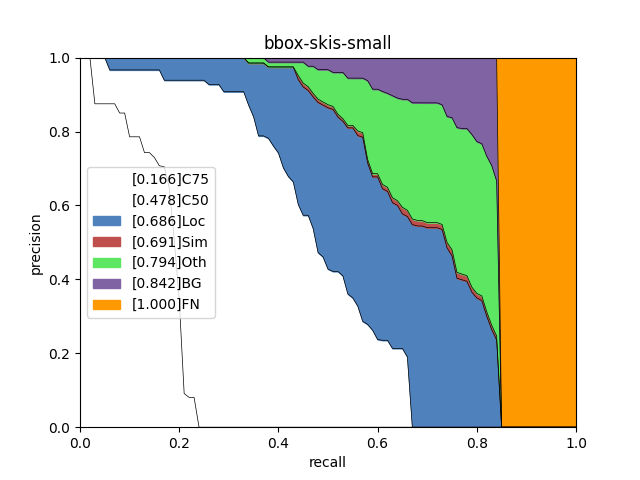 bbox-skis-small
1.0
0.8
0.6
0.4
0.2
0.0
precision
[0.166]C75
[0.478]C50
[0.686]Loc
[0.691]Sim
[0.794]Oth
[0.842]BG
[1.000]FN
0.0 0.2 0.4 0.6 0.8 1.0
recall